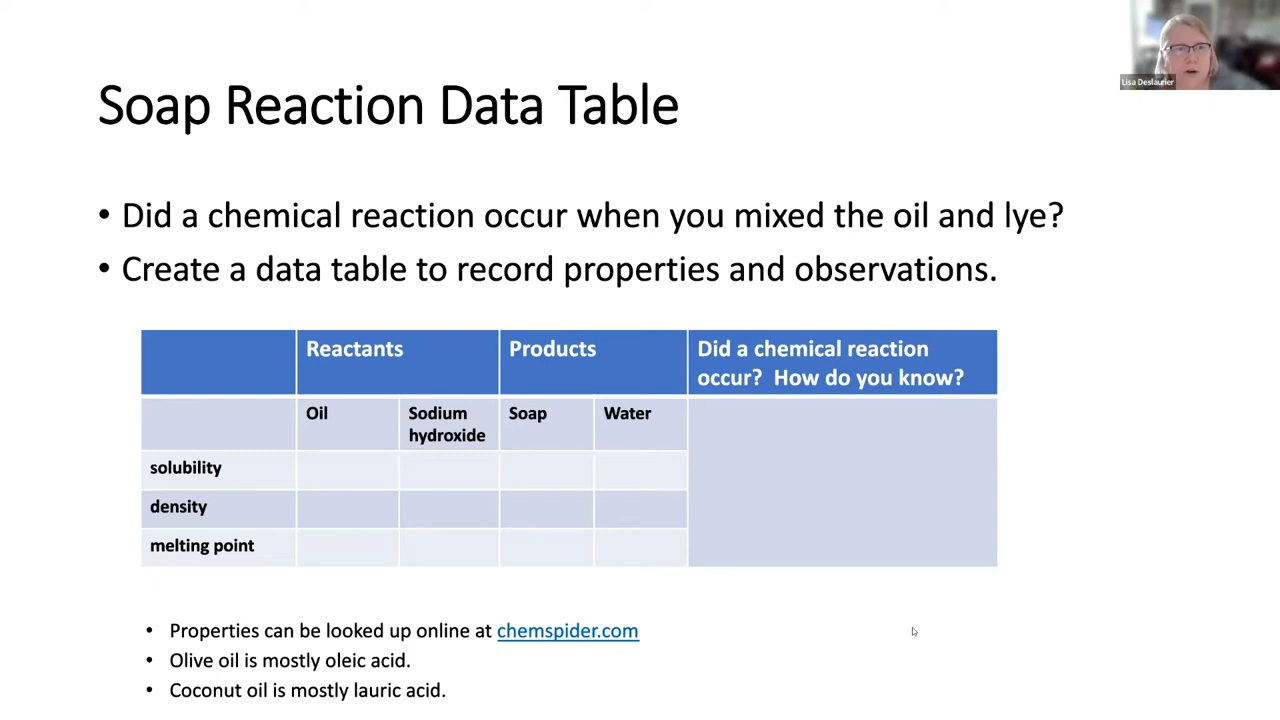 Lisa Deslaurier
Soap Reaction Data Table
• Did a chemical reaction occur when you mixed the oil and lye?
• Create a data table to record properties and observations.
Reactants
Products
Did a chemical reaction
occur? How do you know?
Oil
Sodium
hydroxide
Soap
Water
solubility
density
melting point
• Properties can be looked up online at chemspider.com
• Olive oil is mostly oleic acid.
• Coconut oil is mostly lauric acid.